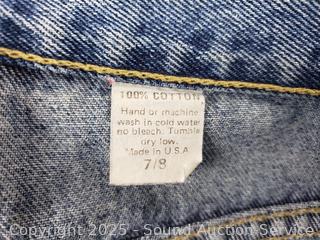 100% COTTON
Hand or machine
wash in cold water
no bleach. Tumble
dry low.
Made in U.S.A
7/8
Copyright 2025 - Sound Auction Service